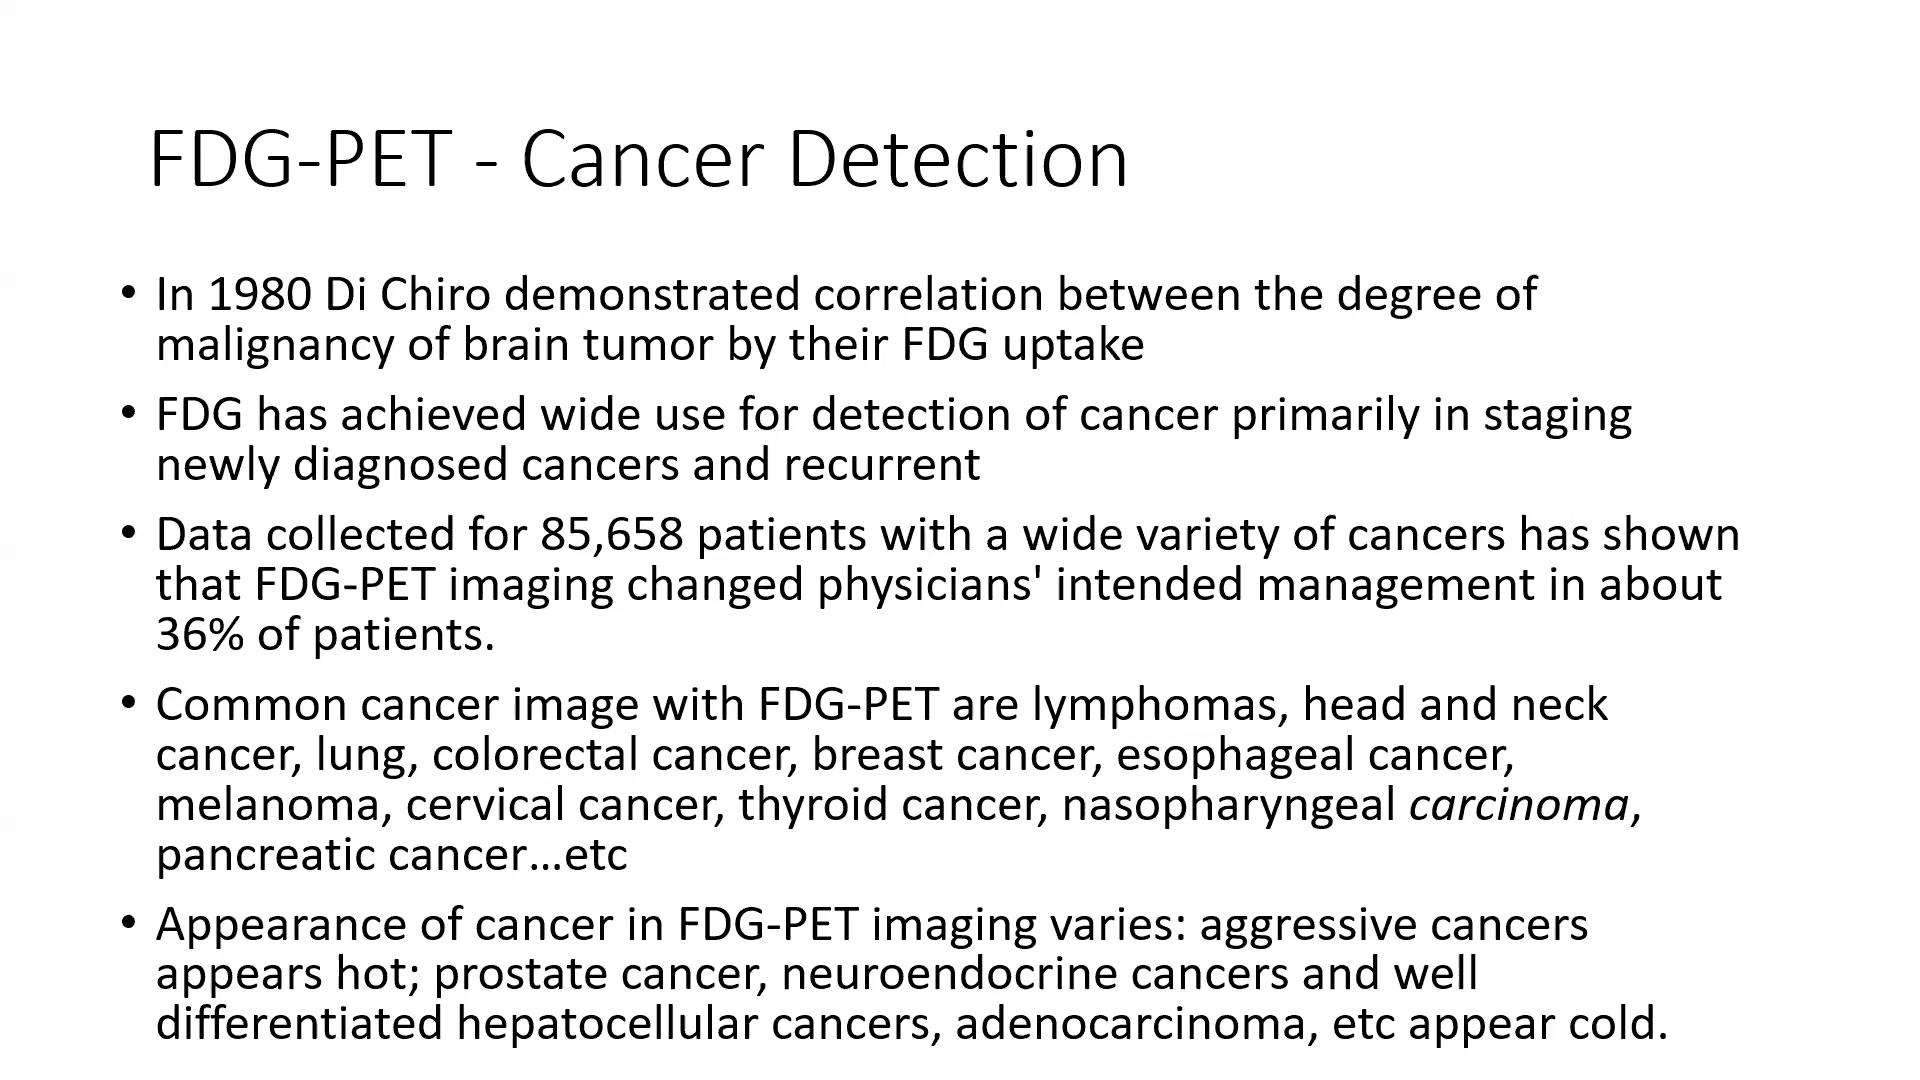 FDG-PET - Cancer Detection
• In 1980 Di Chiro demonstrated correlation between the degree of
malignancy of brain tumor by their FDG uptake
• FDG has achieved wide use for detection of cancer primarily in staging
newly diagnosed cancers and recurrent
• Data collected for 85,658 patients with a wide variety of cancers has shown
that FDG-PET imaging changed physicians' intended management in about
36% of patients.
• Common cancer image with FDG-PET are lymphomas, head and neck
cancer, lung, colorectal cancer, breast cancer, esophageal cancer,
melanoma, cervical cancer, thyroid cancer, nasopharyngeal carcinoma,
pancreatic cancer...etc
• Appearance of cancer in FDG-PET imaging varies: aggressive cancers
appears hot; prostate cancer, neuroendocrine cancers and well
differentiated hepatocellular cancers, adenocarcinoma, etc appear cold.